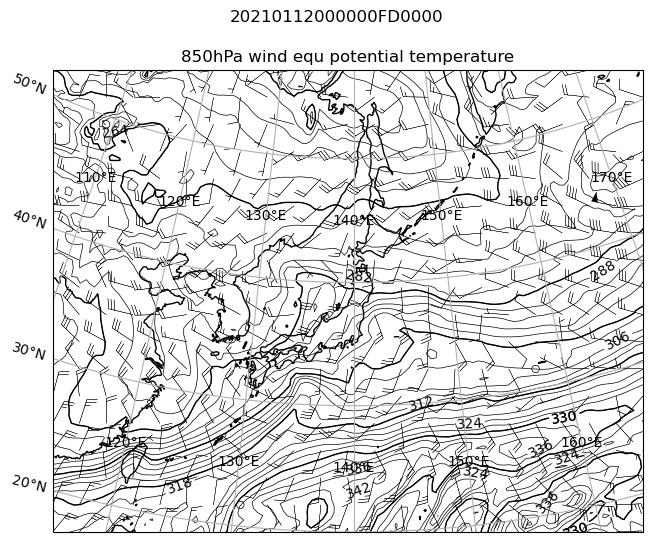 20210112000000FD0000
850hPa wind equ potential temperature
50°N
264
110°E
170°E
120°E
160°E
130°E
150°E
140°E
40°N
288
282
306
30°N
312
330
324
120°E
160°E
336
324
130°E
150°E
140°E
324
20°N
318
342
336
330